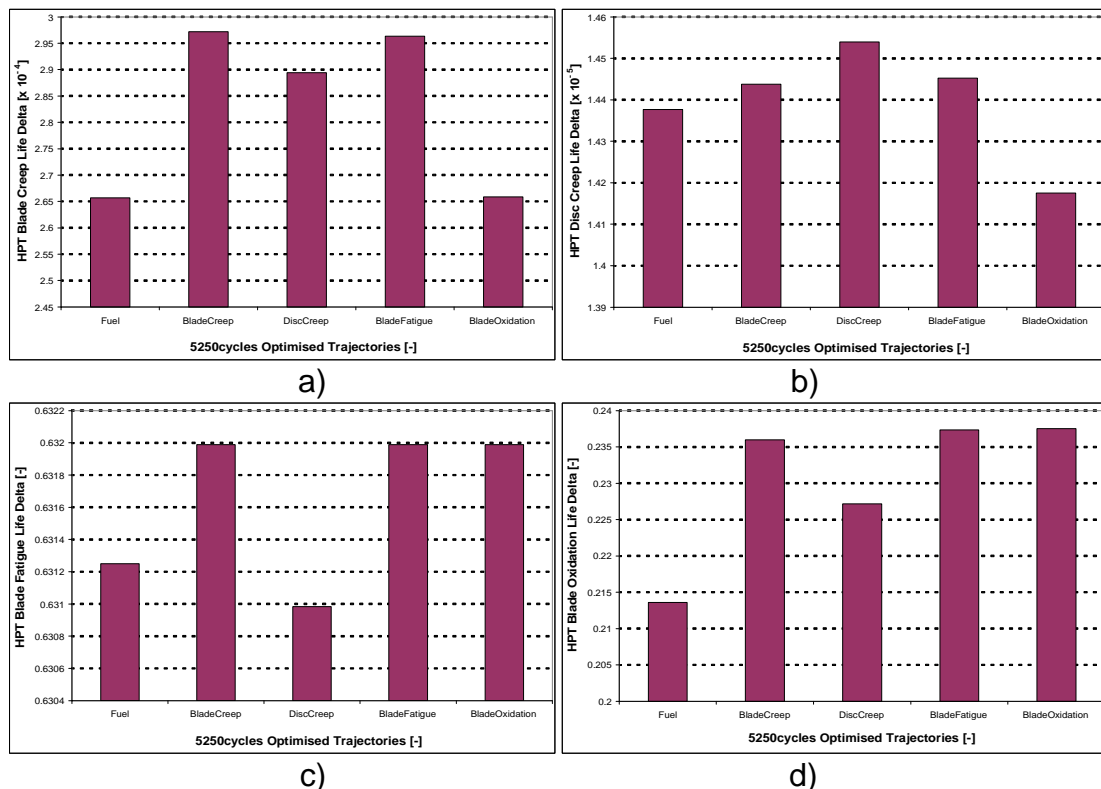 HPT Blade Creep Life Delta [x 10⁻⁴]
3
2.95
2.9
2.85
2.8
2.75
2.7
2.65
2.6
2.55
2.5
2.45
Fuel BladeCreep DiscCreep BladeFatigue BladeOxidation
5250cycles Optimised Trajectories [-]
a)
HPT Disc Creep Life Delta [x 10⁻⁵]
1.46
1.45
1.44
1.43
1.42
1.41
1.4
1.39
Fuel BladeCreep DiscCreep BladeFatigue BladeOxidation
5250cycles Optimised Trajectories [-]
b)
HPT Blade Fatigue Life Delta [-]
0.6322
0.632
0.6318
0.6316
0.6314
0.6312
0.631
0.6308
0.6306
0.6304
Fuel BladeCreep DiscCreep BladeFatigue BladeOxidation
5250cycles Optimised Trajectories [-]
c)
HPT Blade Oxidation Life Delta [-]
0.24
0.235
0.23
0.225
0.22
0.215
0.21
0.205
0.2
Fuel BladeCreep DiscCreep BladeFatigue BladeOxidation
5250cycles Optimised Trajectories [-]
d)